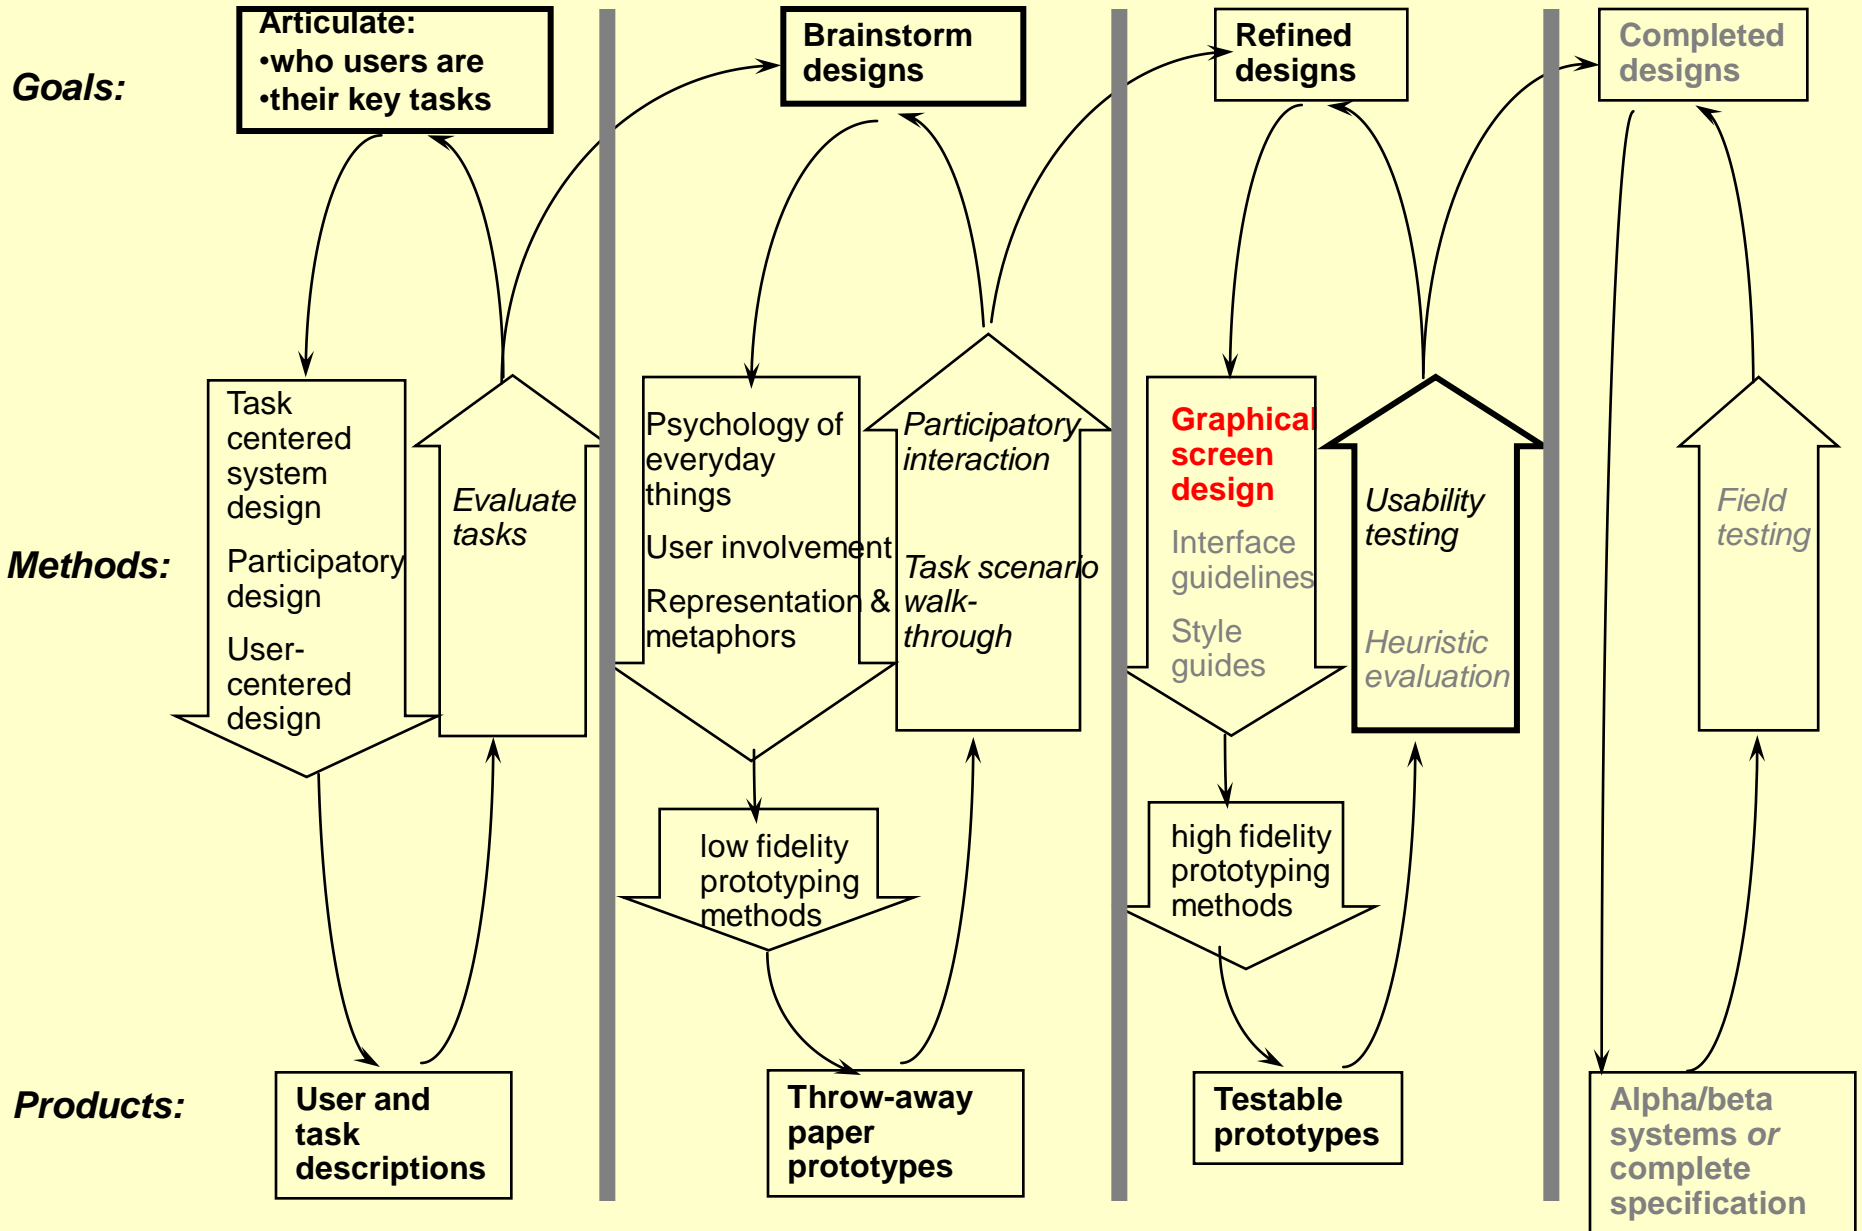 Goals:
Articulate:
•who users are
•their key tasks
Brainstorm
designs
Refined
designs
Completed
designs
Methods:
Task
centered
system
design
Participatory
design
User-
centered
design
Evaluate
tasks
Psychology of
everyday
things
User involvement
Representation &
metaphors
Participatory
interaction
Task scenario
walk-
through
Graphical
screen
design
Interface
guidelines
Style
guides
Usability
testing
Heuristic
evaluation
Field
testing
low fidelity
prototyping
methods
high fidelity
prototyping
methods
Products:
User and
task
descriptions
Throw-away
paper
prototypes
Testable
prototypes
Alpha/beta
systems or
complete
specification